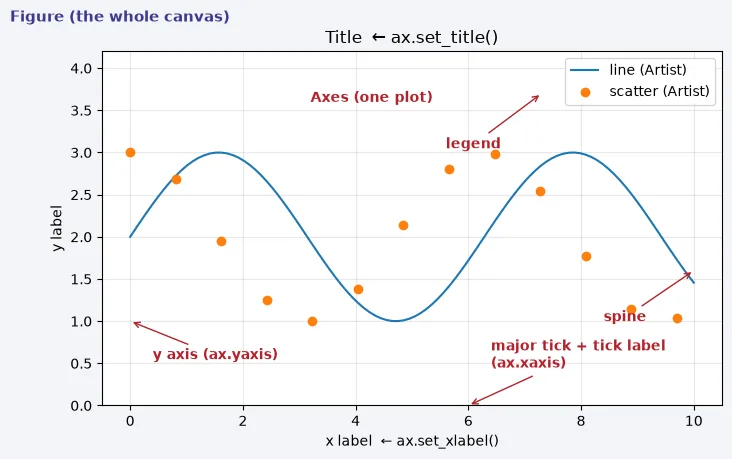 Figure (the whole canvas)
Title ← ax.set_title()
line (Artist)
scatter (Artist)
Axes (one plot)
legend
spine
y axis (ax.yaxis)
major tick + tick label
(ax.xaxis)
y label
4.0
3.5
3.0
2.5
2.0
1.5
1.0
0.5
0.0
0 2 4 6 8 10
x label ← ax.set_xlabel()